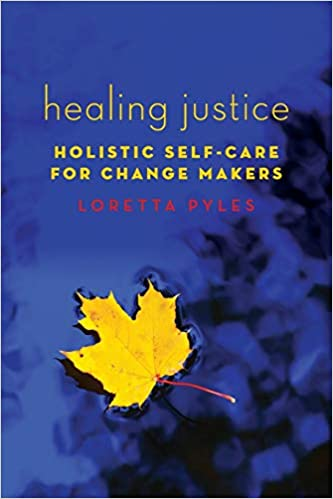 healing justice
HOLISTIC SELF-CARE
FOR CHANGE MAKERS
LORETTA PYLES